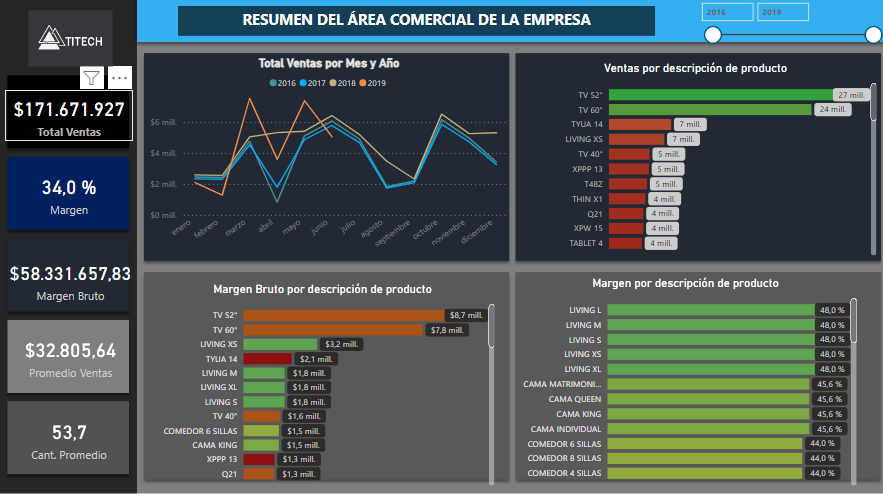 RESUMEN DEL ÁREA COMERCIAL DE LA EMPRESA
2016
2019
ATITECH
$171.671.927
Total Ventas
34,0 %
Margen
$58.331.657,83
Margen Bruto
$32.805,64
Promedio Ventas
53,7
Cant. Promedio
Total Ventas por Mes y Año
2016 2017 2018 2019
$6 mill.
$4 mill.
$2 mill.
$0 mill.
enero
febrero
marzo
abril
mayo
junio
julio
agosto
septiembre
octubre
noviembre
diciembre
Ventas por descripción de producto
TV 52" 27 mill.
TV 60" 24 mill.
TYUA 14 7 mill.
LIVING XS 7 mill.
TV 40" 5 mill.
XPPP 13 5 mill.
T48Z 5 mill.
THIN X1 4 mill.
Q21 4 mill.
XPW 15 4 mill.
TABLET 4 4 mill.
Margen Bruto por descripción de producto
TV 52" $8,7 mill.
TV 60" $7,8 mill.
LIVING XS $3,2 mill.
TYUA 14 $2,1 mill.
LIVING M $1,8 mill.
LIVING XL $1,8 mill.
LIVING S $1,8 mill.
TV 40" $1,6 mill.
COMEDOR 6 SILLAS $1,5 mill.
CAMA KING $1,5 mill.
XPPP 13 $1,3 mill.
Q21 $1,3 mill.
Margen por descripción de producto
LIVING L 48,0 %
LIVING M 48,0 %
LIVING S 48,0 %
LIVING XS 48,0 %
LIVING XL 48,0 %
CAMA MATRIMONI... 45,6 %
CAMA QUEEN 45,6 %
CAMA KING 45,6 %
CAMA INDIVIDUAL 45,6 %
COMEDOR 6 SILLAS 44,0 %
COMEDOR 8 SILLAS 44,0 %
COMEDOR 4 SILLAS 44,0 %